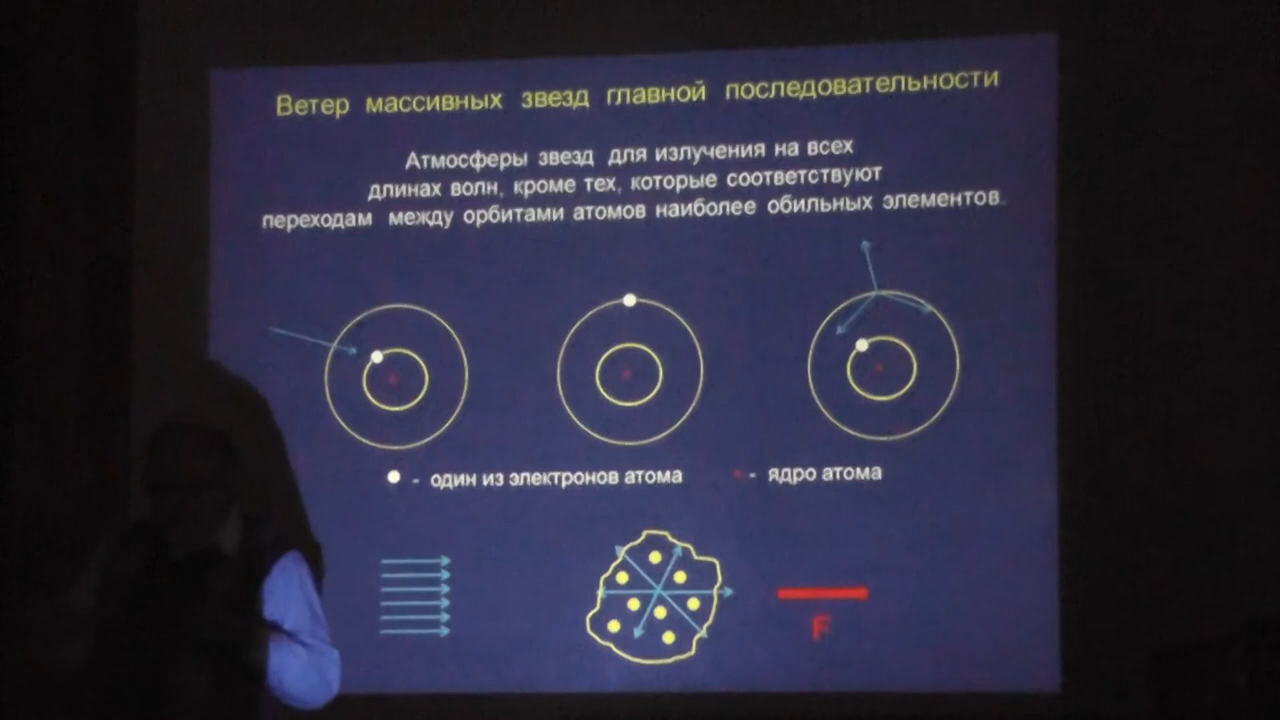 Ветер массивных звезд главной последовательности
Атмосферы звезд для излучения на всех
длинах волн, кроме тех, которые соответствуют
переходам между орбитами атомов наиболее обильных элементов.
- один из электронов атома
- ядро атома
F